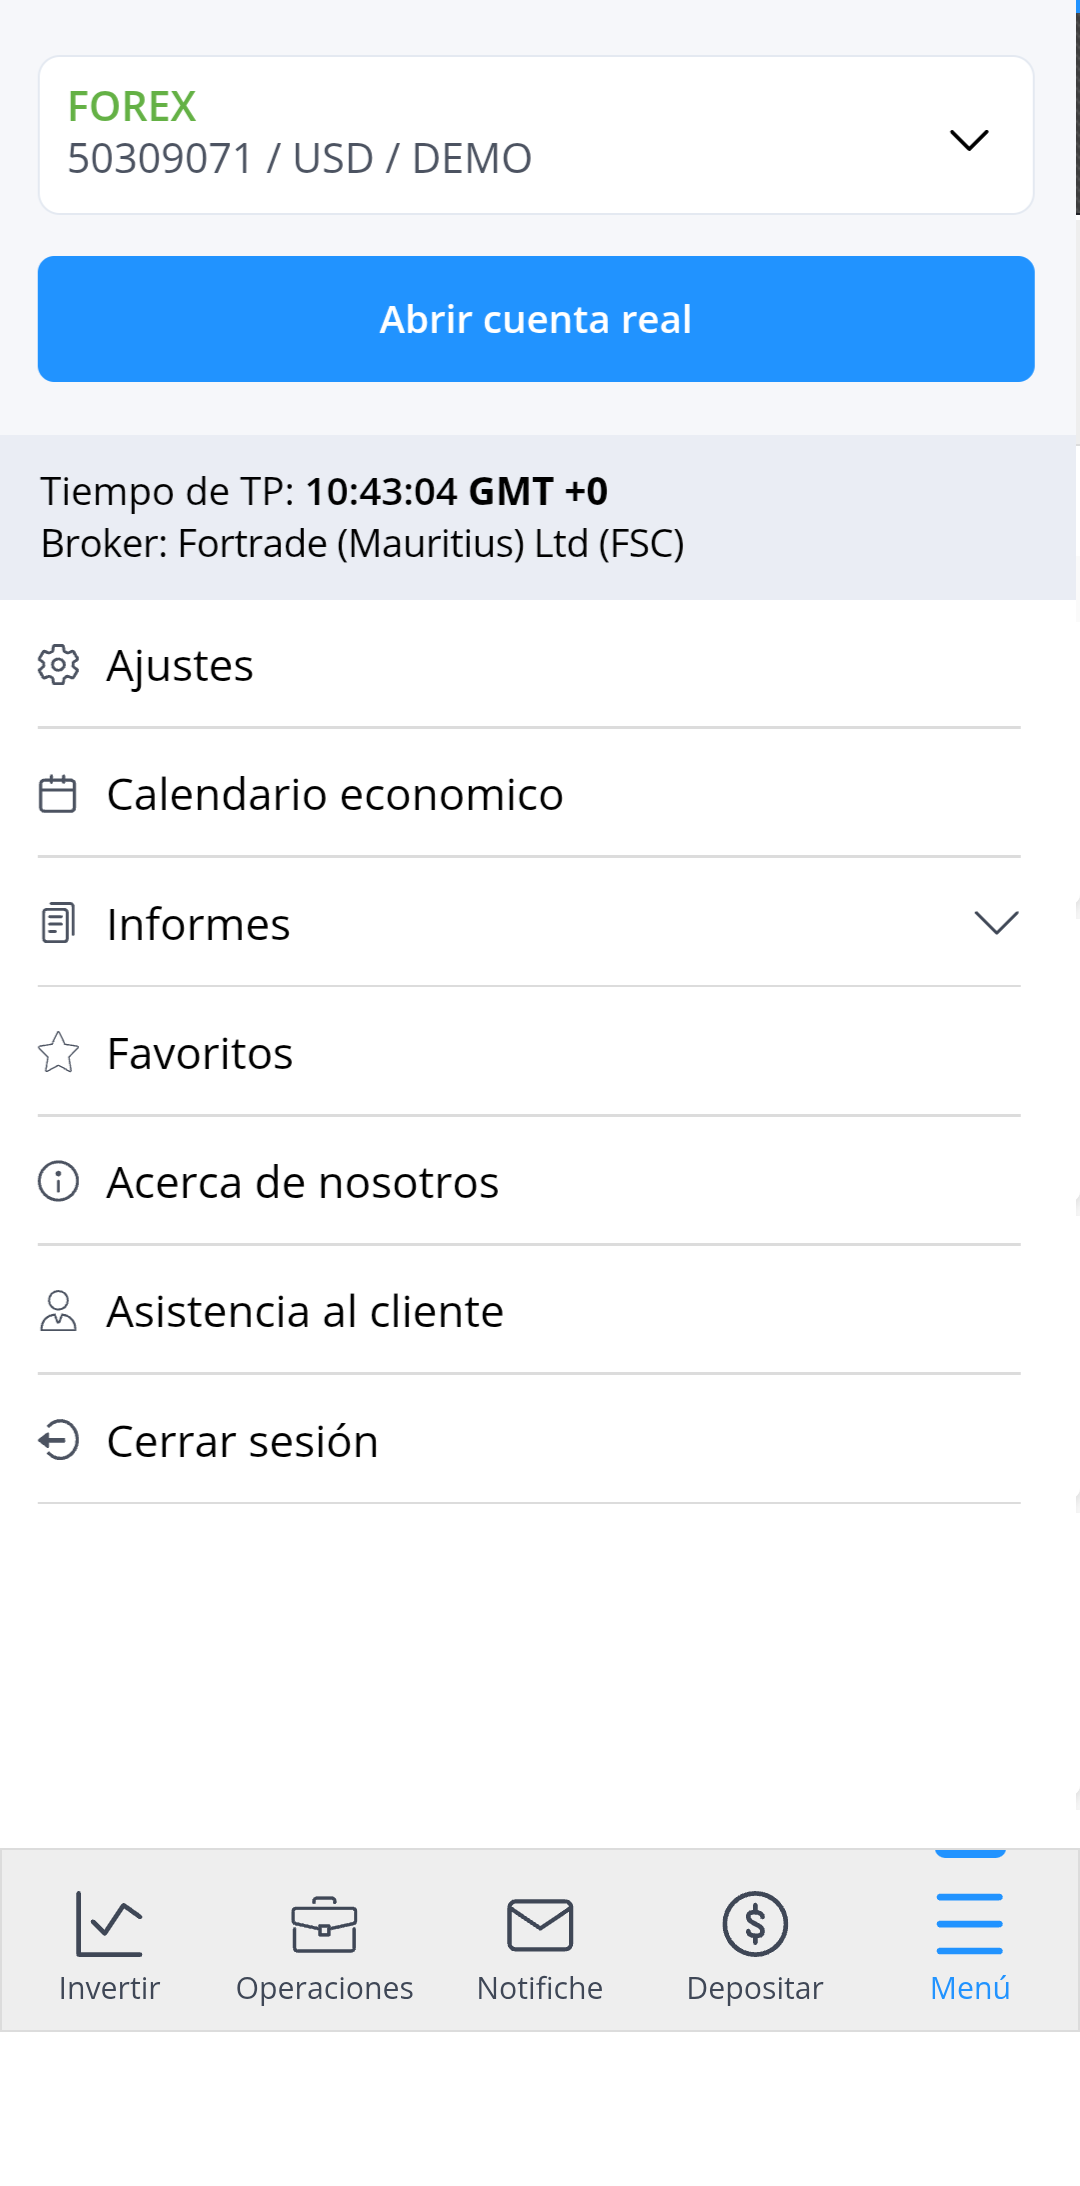 FOREX
50309071 / USD / DEMO
Abrir cuenta real
Tiempo de TP: 10:43:04 GMT +0
Broker: Fortrade (Mauritius) Ltd (FSC)
Ajustes
Calendario economico
Informes
Favoritos
Acerca de nosotros
Asistencia al cliente
Cerrar sesión
Invertir
Operaciones
Notifiche
Depositar
Menú